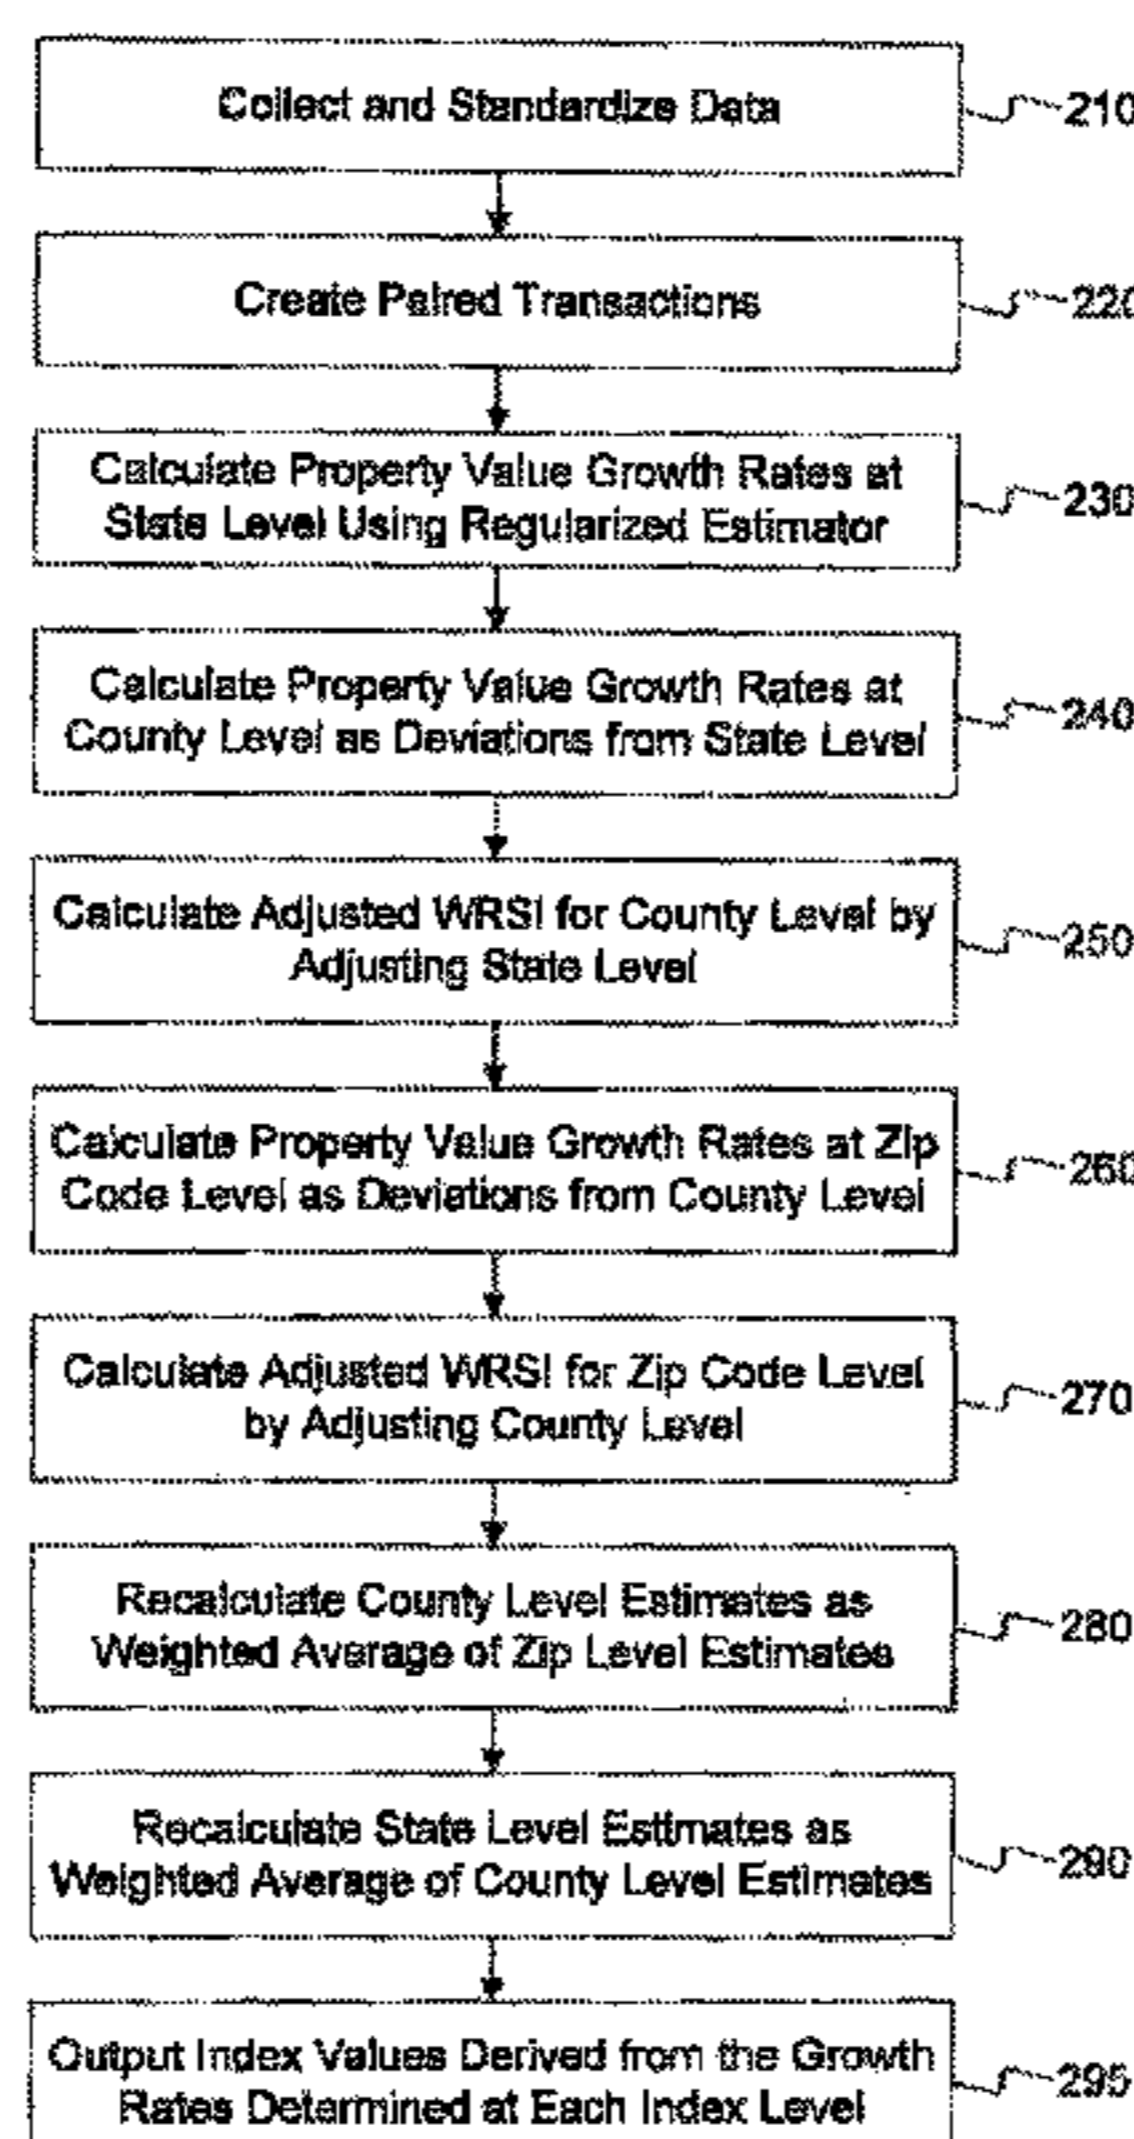 Collect and Standardize Data
210
Create Paired Transactions
220
Calculate Property Value Growth Rates at
State Level Using Regularized Estimator
230
Calculate Property Value Growth Rates at
County Level as Deviations from State Level
240
Calculate Adjusted WRSI for County Level by
Adjusting State Level
250
Calculate Property Value Growth Rates at Zip
Code Level as Deviations from County Level
260
Calculate Adjusted WRSI for Zip Code Level
by Adjusting County Level
270
Recalculate County Level Estimates as
Weighted Average of Zip Level Estimates
280
Recalculate State Level Estimates as
Weighted Average of County Level Estimates
290
Output Index Values Derived from the Growth
Rates Determined at Each Index Level
295